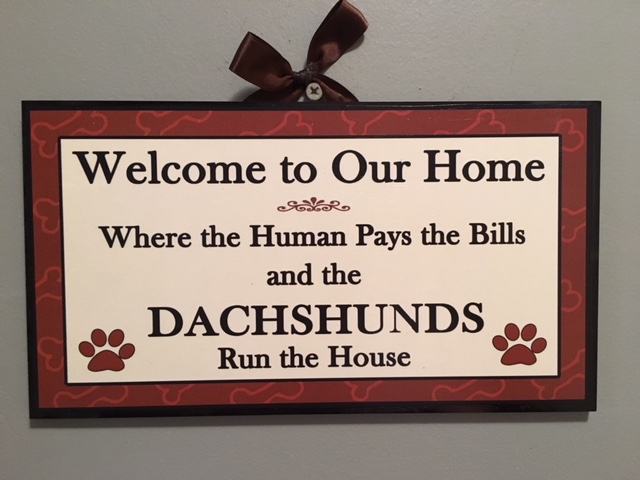 Welcome to Our Home
Where the Human Pays the Bills
and the
DACHSHUNDS
Run the House